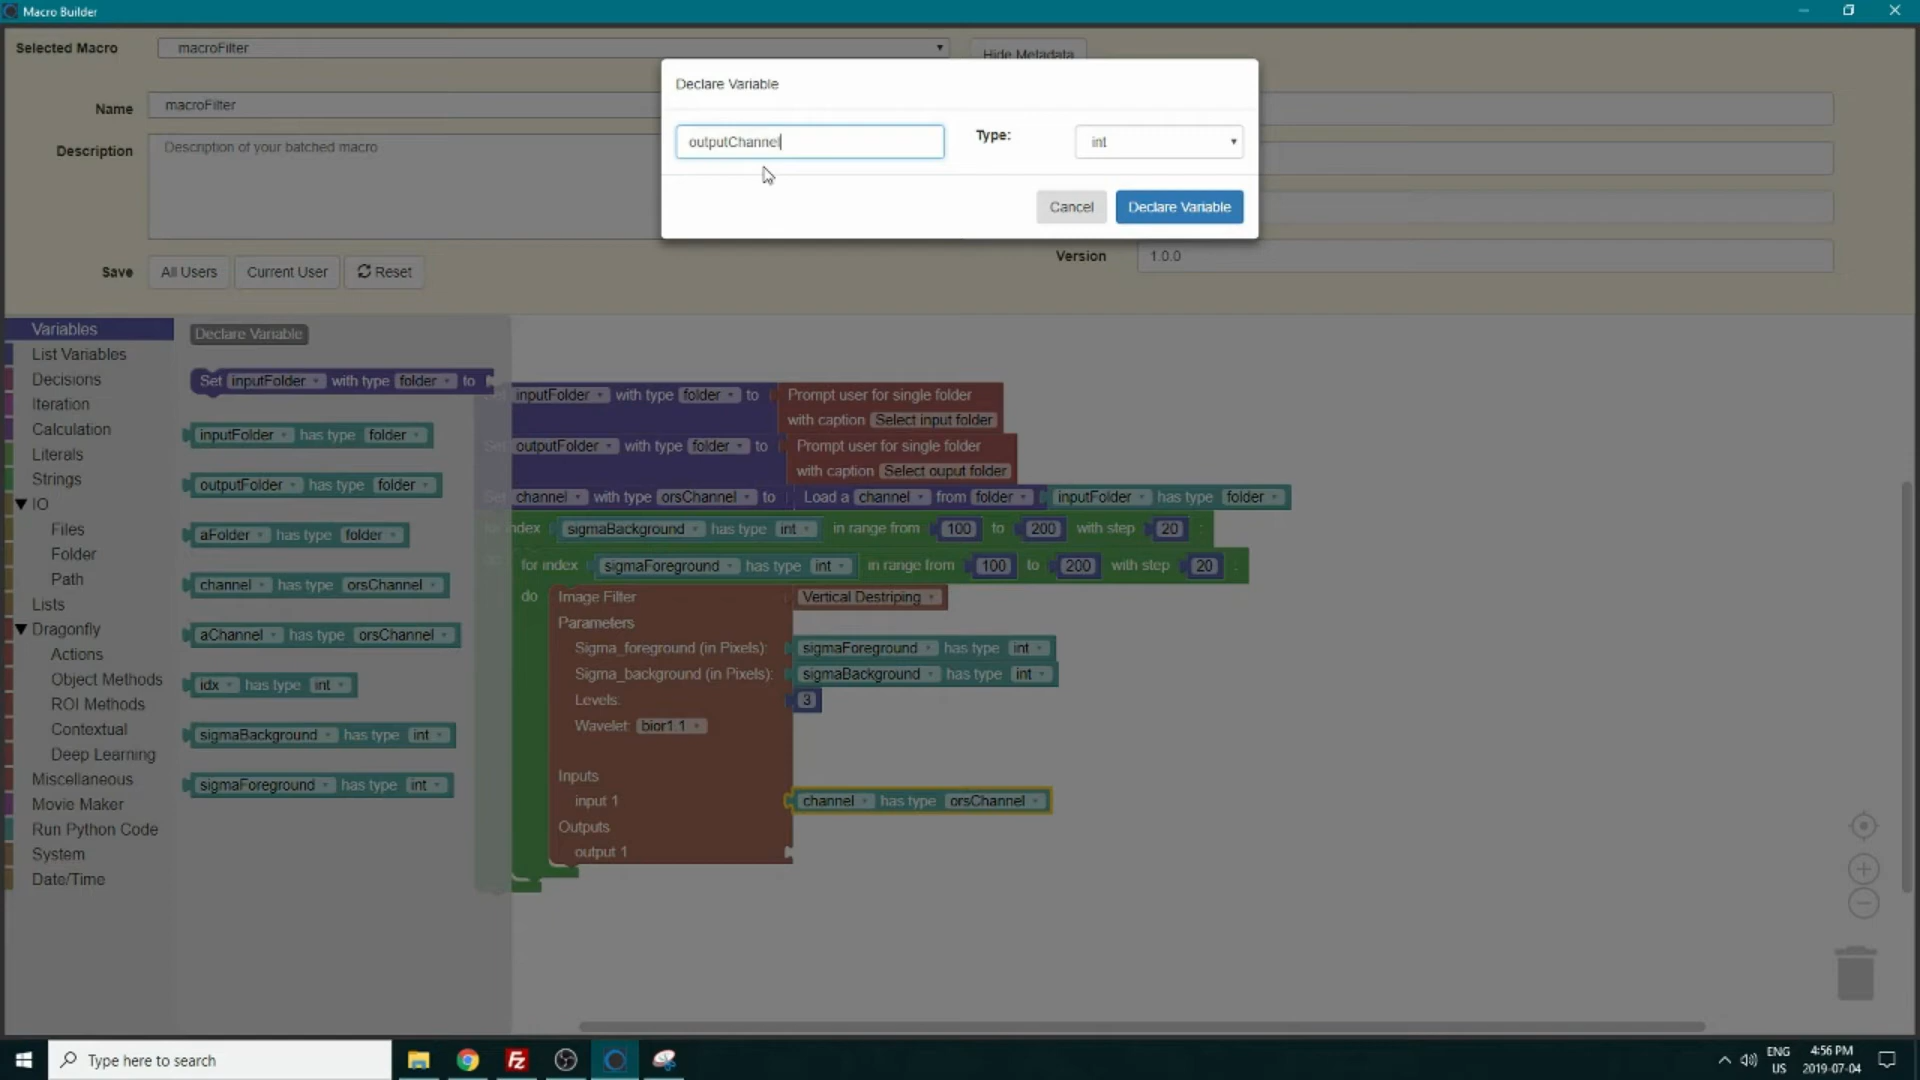 Macro Builder
Selected Macro macroFilter Hide Metadata
Declare Variable
Name macroFilter
outputChannel Type: int
Description Description of your batched macro
Cancel Declare Variable
Version 1.0.0
Save All Users Current User Reset
Variables
List Variables
Decisions
Iteration
Calculation
Literals
Strings
IO
Files
Folder
Path
Lists
Dragonfly
Actions
Object Methods
ROI Methods
Contextual
Deep Learning
Miscellaneous
Movie Maker
Run Python Code
System
Date/Time
Declare Variable
Set inputFolder with type folder to
inputFolder has type folder
outputFolder has type folder
aFolder has type folder
channel has type orsChannel
aChannel has type orsChannel
idx has type int
sigmaBackground has type int
sigmaForeground has type int
inputFolder with type folder to Prompt user for single folder
with caption Select input folder
outputFolder with type folder to Prompt user for single folder
with caption Select ouput folder
channel with type orsChannel to Load a channel from folder inputFolder has type folder
for index sigmaBackground has type int in range from 100 to 200 with step 20 :
for index sigmaForeground has type int in range from 100 to 200 with step 20
do Image Filter Vertical Destriping
Parameters
Sigma_foreground (in Pixels): sigmaForeground has type int
Sigma_background (in Pixels): sigmaBackground has type int
Levels: 3
Wavelet: bior1.1
Inputs
input 1 channel has type orsChannel
Outputs
output 1
Type here to search
ENG
US
4:56 PM
2019-07-04